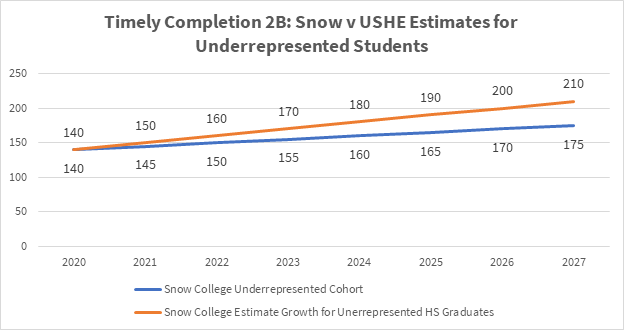 Timely Completion 2B: Snow v USHE Estimates for
Underrepresented Students
250
200
150
100
50
0
140 150 160 170 180 190 200 210
140 145 150 155 160 165 170 175
2020 2021 2022 2023 2024 2025 2026 2027
Snow College Underrepresented Cohort
Snow College Estimate Growth for Unerrepresented HS Graduates